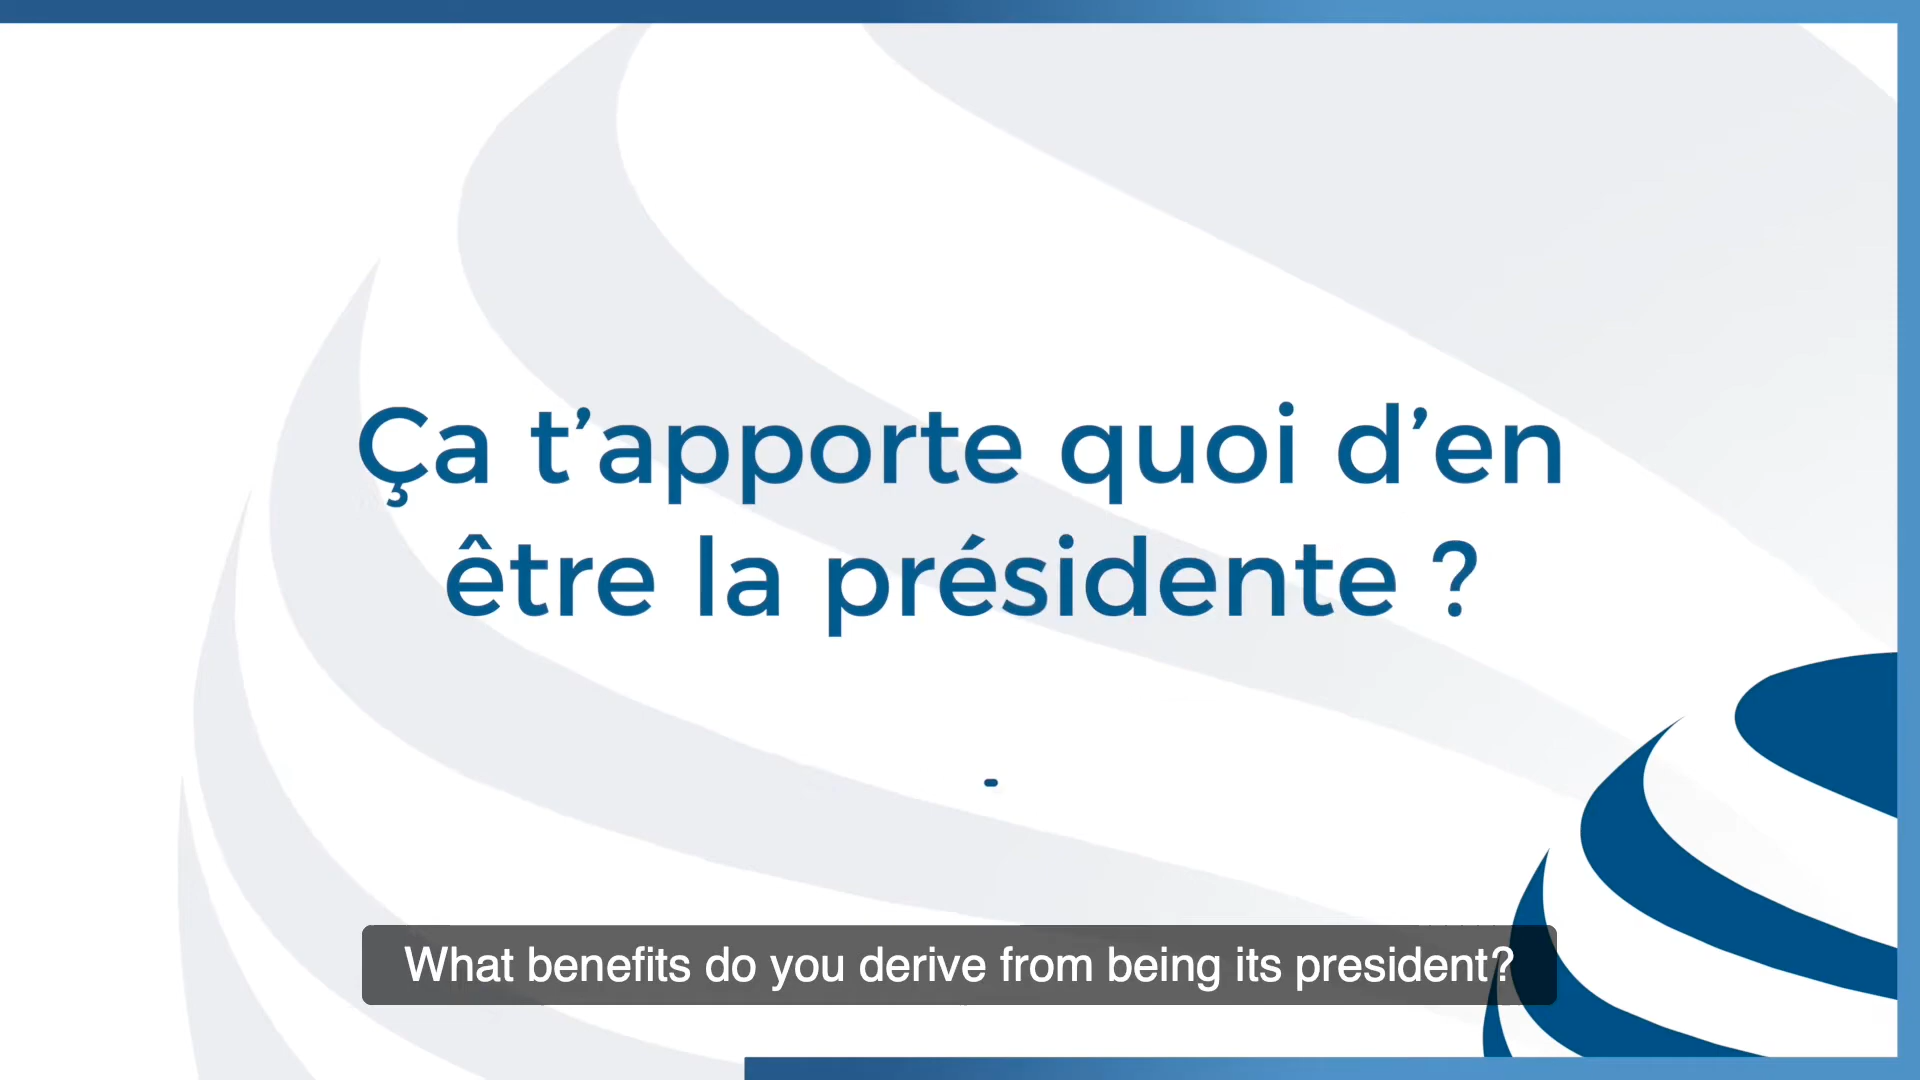 Ça t’apporte quoi d’en
être la présidente ?
-
What benefits do you derive from being its president?